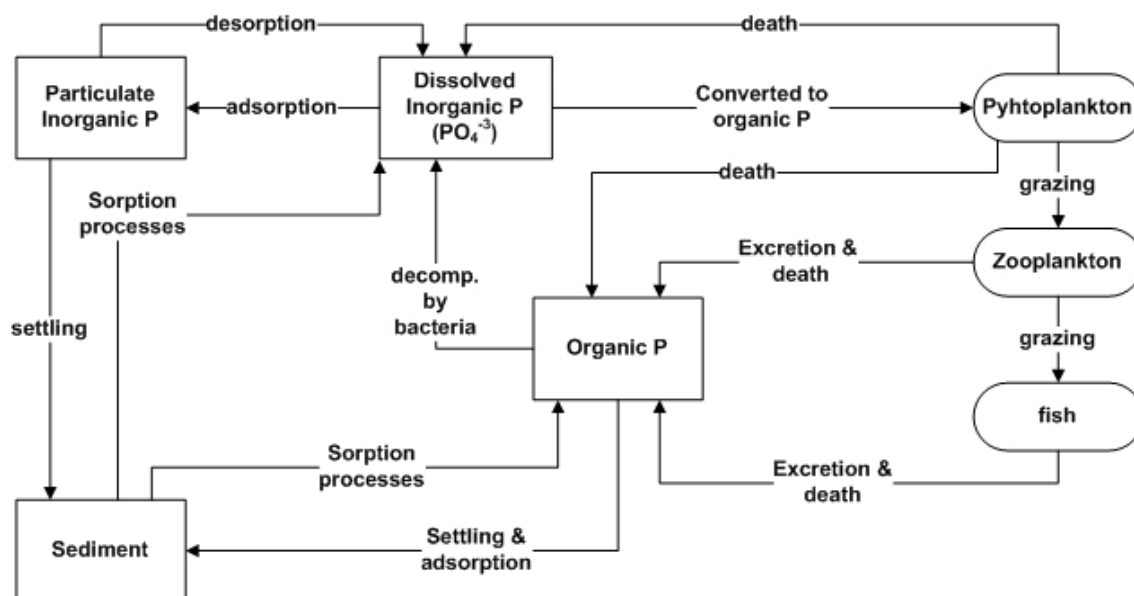 desorption
death
Particulate
Inorganic P
adsorption
Dissolved
Inorganic P
(PO₄⁻³)
Converted to
organic P
Pyhtoplankton
death
grazing
Sorption
processes
Excretion &
death
Zooplankton
decomp.
by
bacteria
settling
Organic P
grazing
fish
Sorption
processes
Excretion &
death
Sediment
Settling &
adsorption